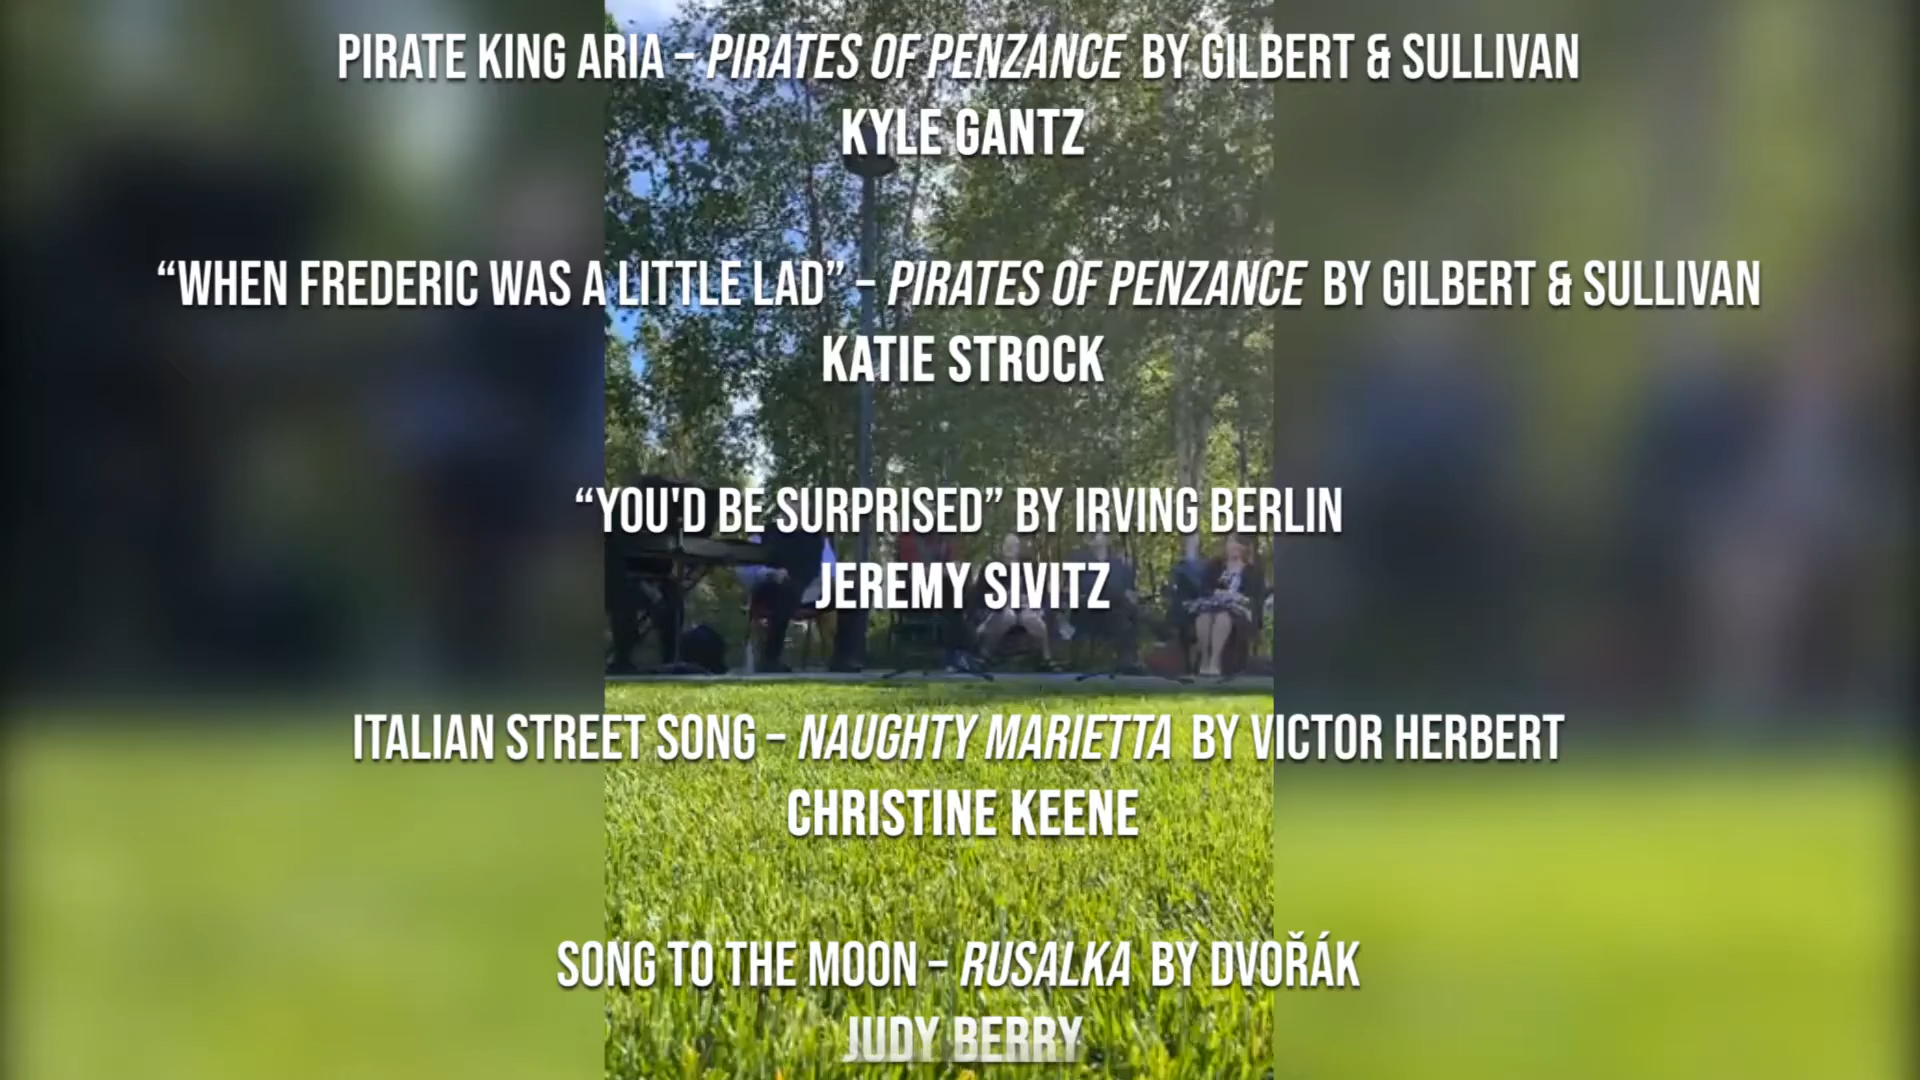 PIRATE KING ARIA – PIRATES OF PENZANCE BY GILBERT & SULLIVAN
KYLE GANTZ
“WHEN FREDERIC WAS A LITTLE LAD” – PIRATES OF PENZANCE BY GILBERT & SULLIVAN
KATIE STROCK
“YOU'D BE SURPRISED” BY IRVING BERLIN
JEREMY SIVITZ
ITALIAN STREET SONG – NAUGHTY MARIETTA BY VICTOR HERBERT
CHRISTINE KEENE
SONG TO THE MOON – RUSALKA BY DVOŘÁK
JUDY BERRY